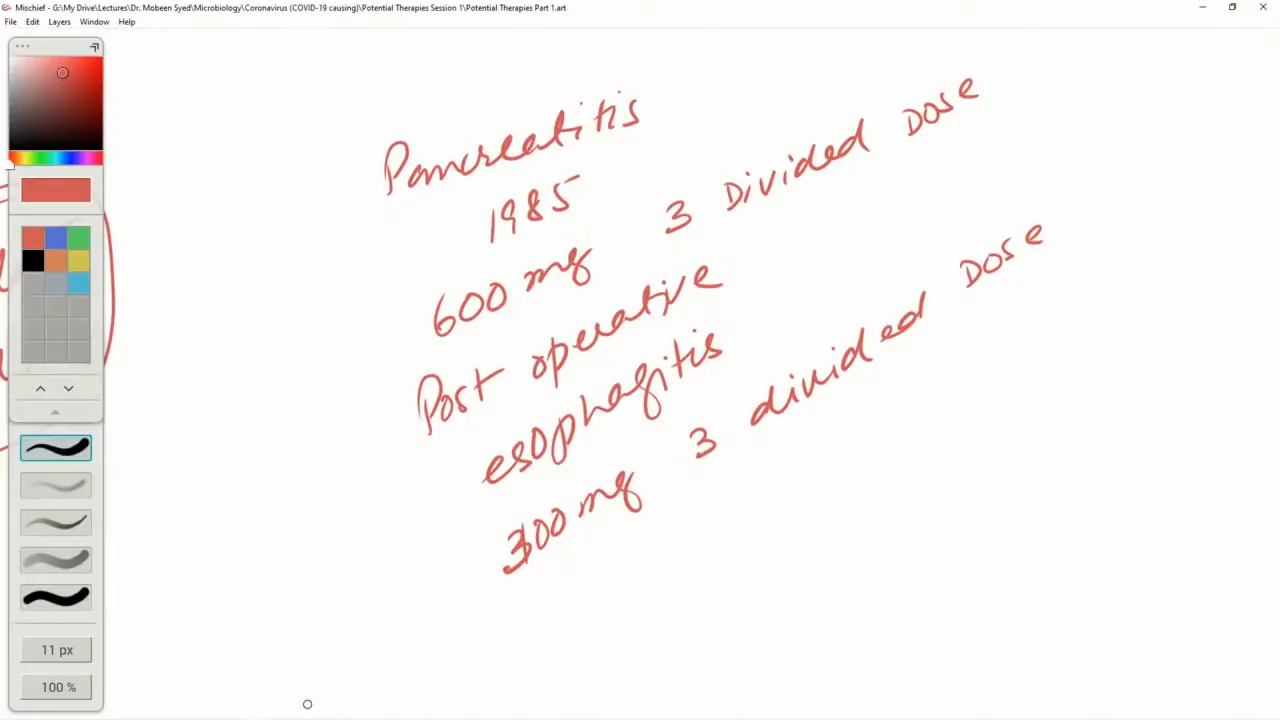 Mischief - G:\My Drive\Lectures\Dr. Mobeen Syed\Microbiology\Coronavirus (COVID-19 causing)\Potential Therapies Session 1\Potential Therapies Part 1.art
File Edit Layers Window Help
Pancreatitis
1985
600 mg 3 Divided Dose
Post operative
esophagitis
300 mg 3 divided Dose
11 px
100 %